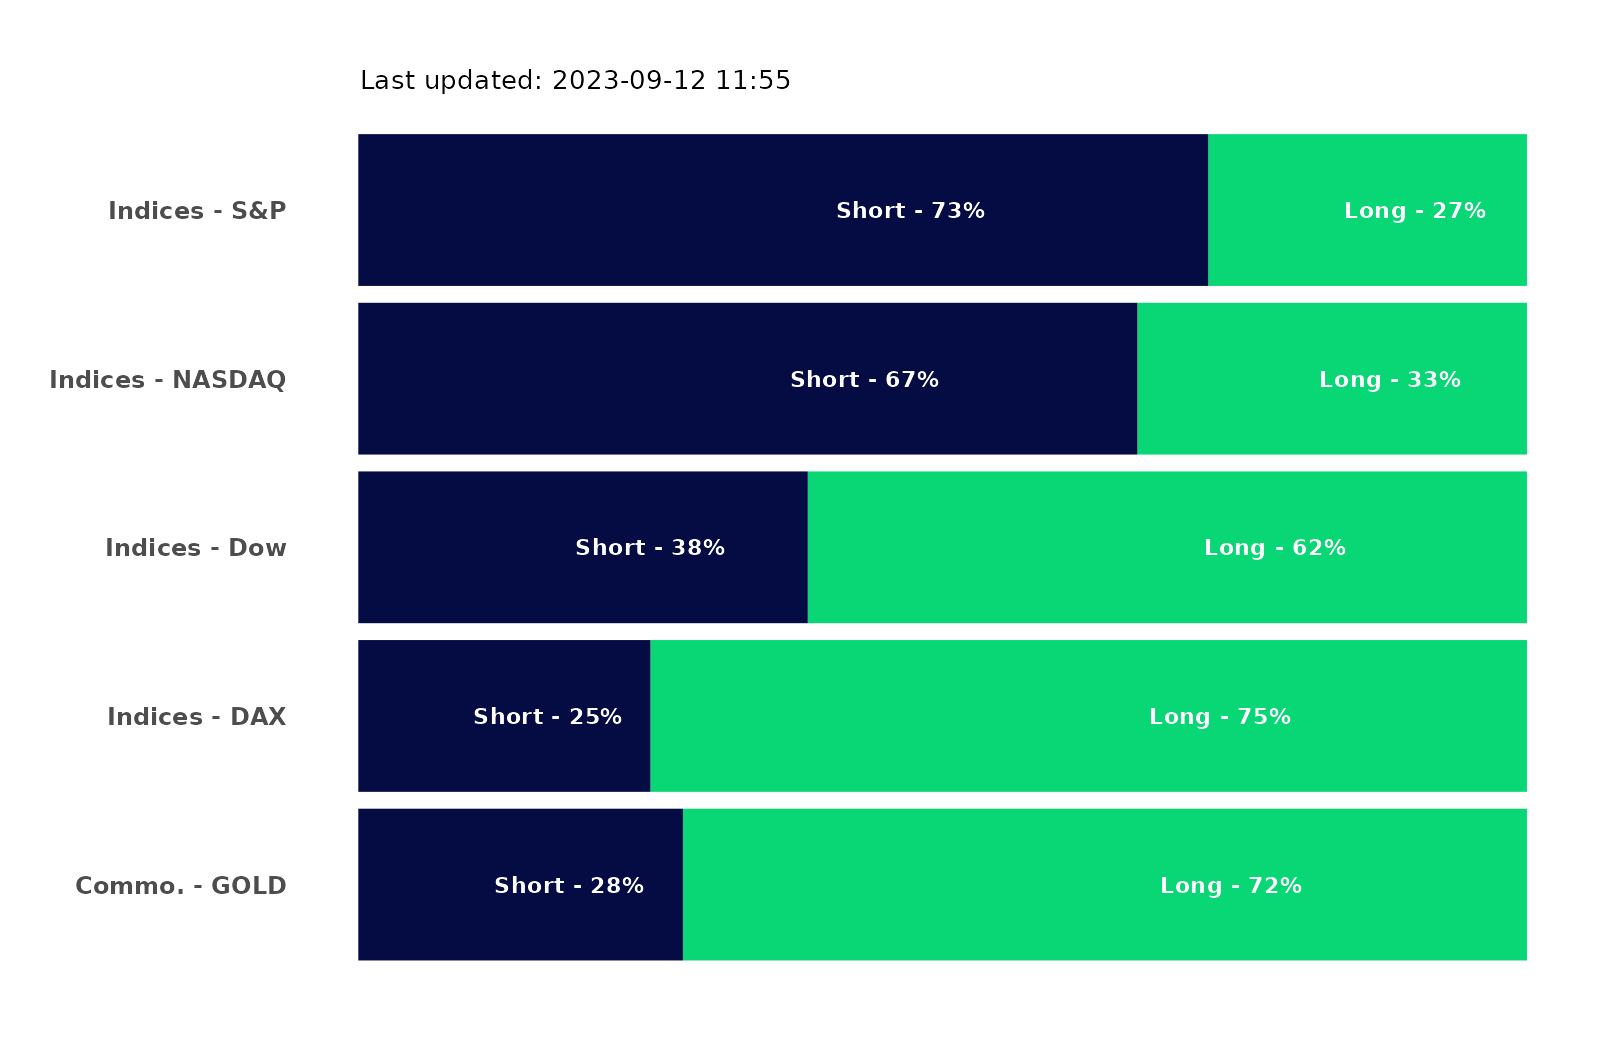 Last updated: 2023-09-12 11:55
Indices - S&P Short - 73% Long - 27%
Indices - NASDAQ Short - 67% Long - 33%
Indices - Dow Short - 38% Long - 62%
Indices - DAX Short - 25% Long - 75%
Commo. - GOLD Short - 28% Long - 72%